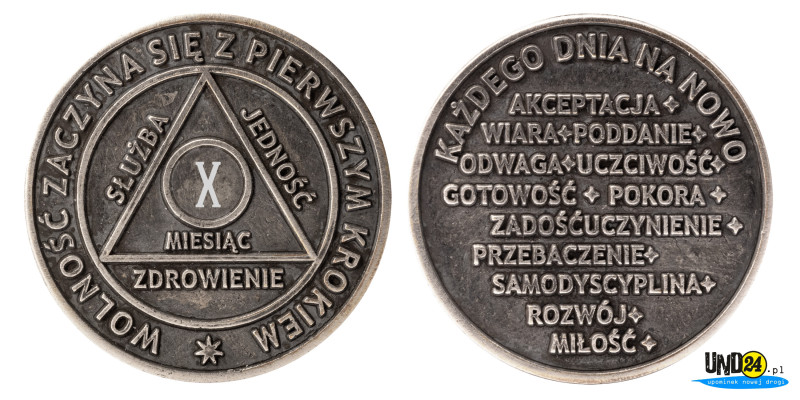 WOLNOŚĆ ZACZYNA SIĘ Z PIERWSZYM KROKIEM
SŁUŻBA
JEDNOŚĆ
X
MIESIĄC
ZDROWIENIE
KAŻDEGO DNIA NA NOWO
AKCEPTACJA
WIARA PODDANIE
ODWAGA UCZCIWOŚĆ
GOTOWOŚĆ POKORA
ZADOŚĆUCZYNIENIE
PRZEBACZENIE
SAMODYSCYPLINA
ROZWÓJ
MIŁOŚĆ
UND24.pl
upominek nowej drogi